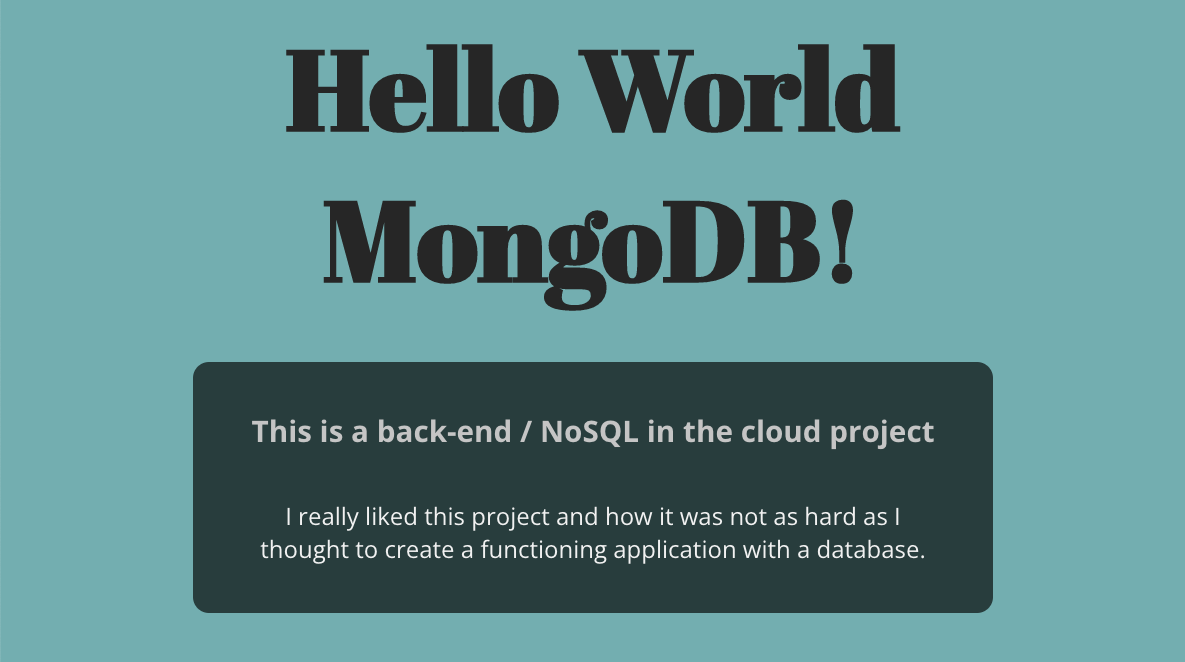 Hello World
MongoDB!
This is a back-end / NoSQL in the cloud project
I really liked this project and how it was not as hard as I
thought to create a functioning application with a database.